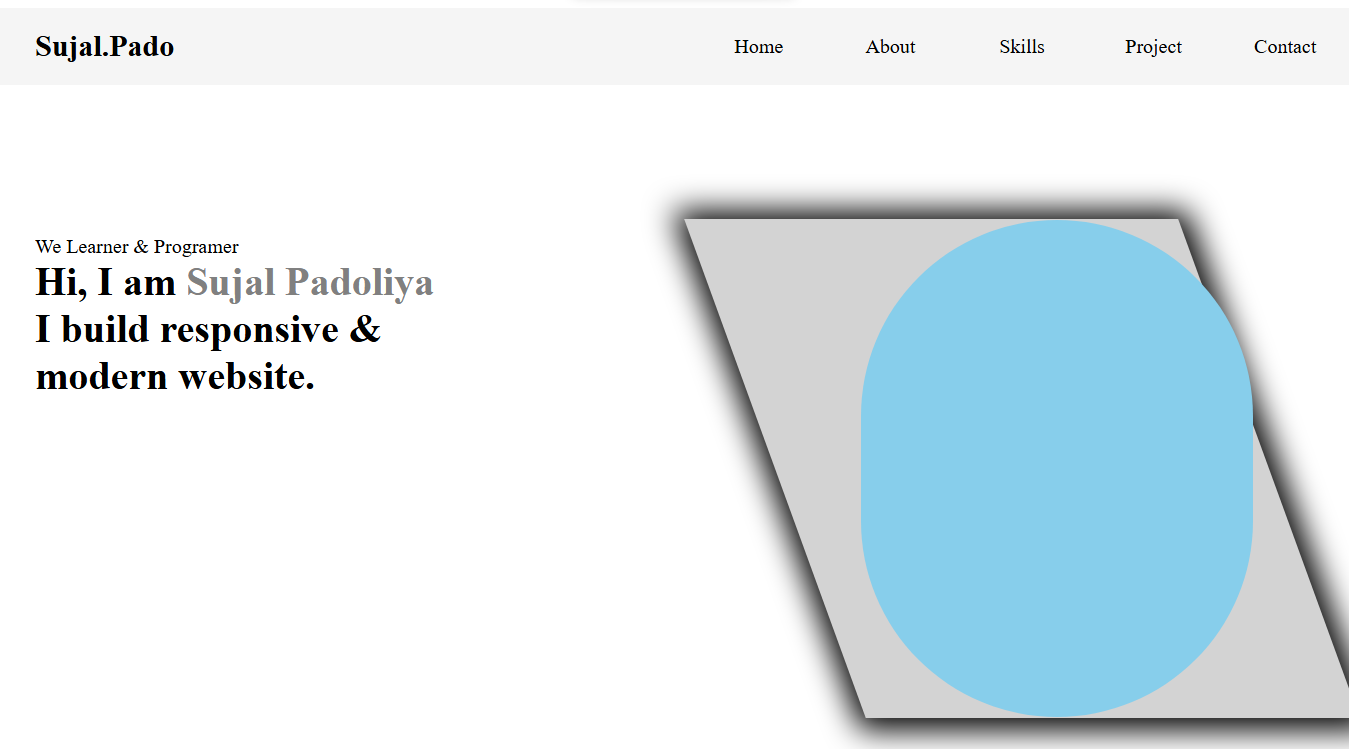 Sujal.Pado
Home About Skills Project Contact
We Learner & Programer
Hi, I am Sujal Padoliya
I build responsive &
modern website.